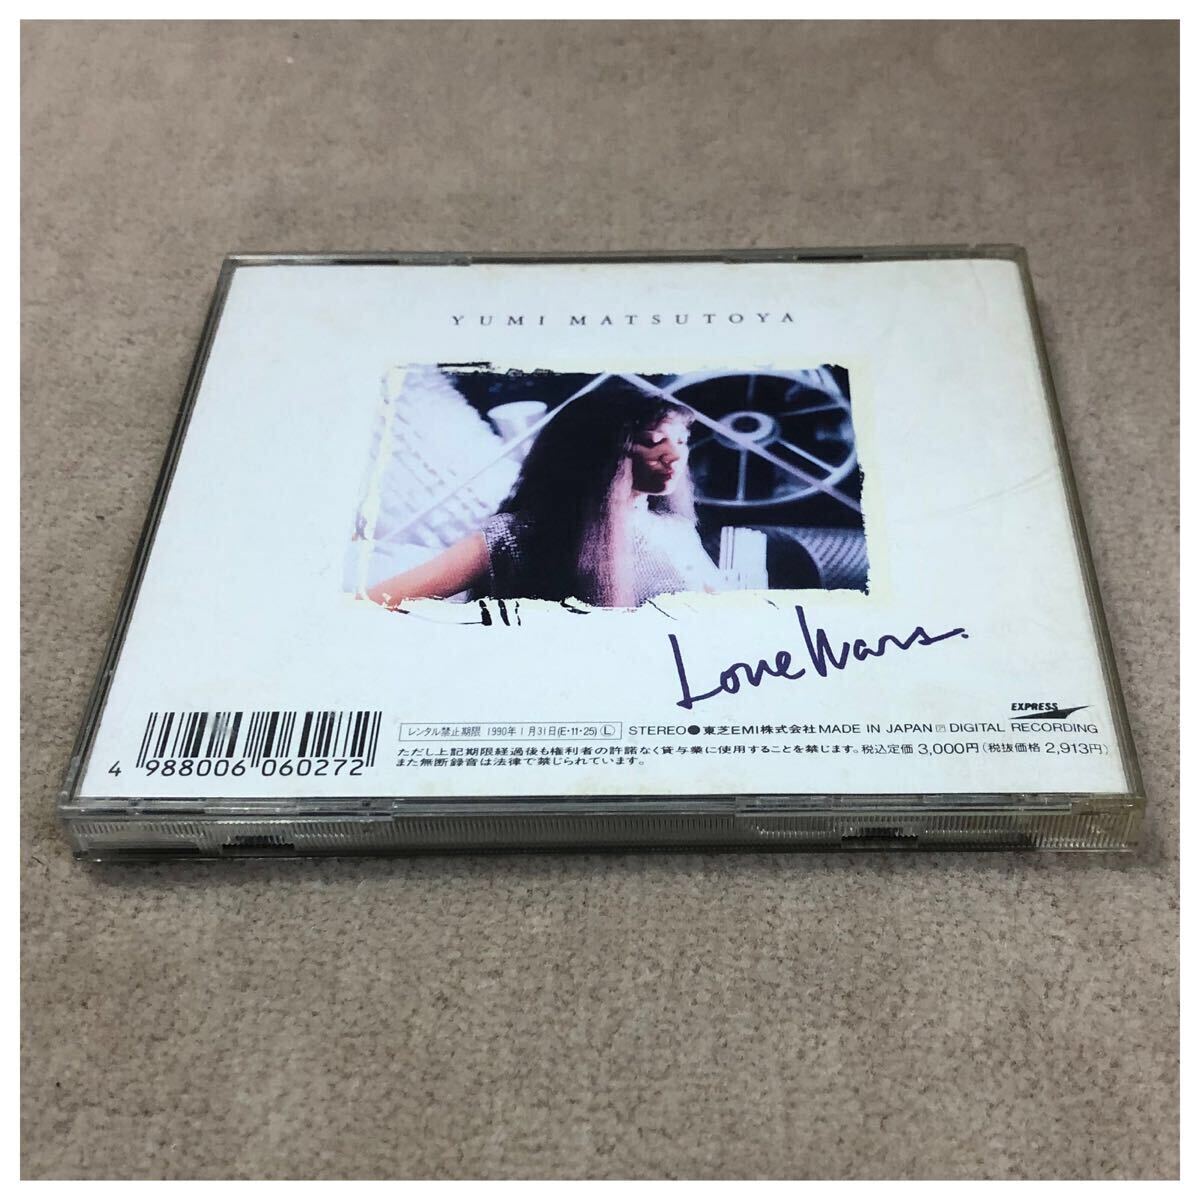 YUMI MATSUTOYA
Love Wars.
EXPRESS
レンタル禁止期限 1990年1月31日(E・11・25) Ⓛ STEREO●東芝EMI株式会社 MADE IN JAPAN Ⓟ DIGITAL RECORDING
ただし上記期限経過後も権利者の許諾なく貸与業に使用することを禁じます。税込定価 3,000円(税抜価格 2,913円)
また無断録音は法律で禁じられています。
4 988006 060272